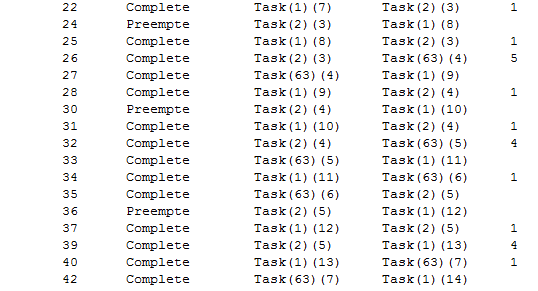 22 Complete Task(1)(7) Task(2)(3) 1
24 Preempte Task(2)(3) Task(1)(8)
25 Complete Task(1)(8) Task(2)(3) 1
26 Complete Task(2)(3) Task(63)(4) 5
27 Complete Task(63)(4) Task(1)(9)
28 Complete Task(1)(9) Task(2)(4) 1
30 Preempte Task(2)(4) Task(1)(10)
31 Complete Task(1)(10) Task(2)(4) 1
32 Complete Task(2)(4) Task(63)(5) 4
33 Complete Task(63)(5) Task(1)(11)
34 Complete Task(1)(11) Task(63)(6) 1
35 Complete Task(63)(6) Task(2)(5)
36 Preempte Task(2)(5) Task(1)(12)
37 Complete Task(1)(12) Task(2)(5) 1
39 Complete Task(2)(5) Task(1)(13) 4
40 Complete Task(1)(13) Task(63)(7) 1
42 Complete Task(63)(7) Task(1)(14)